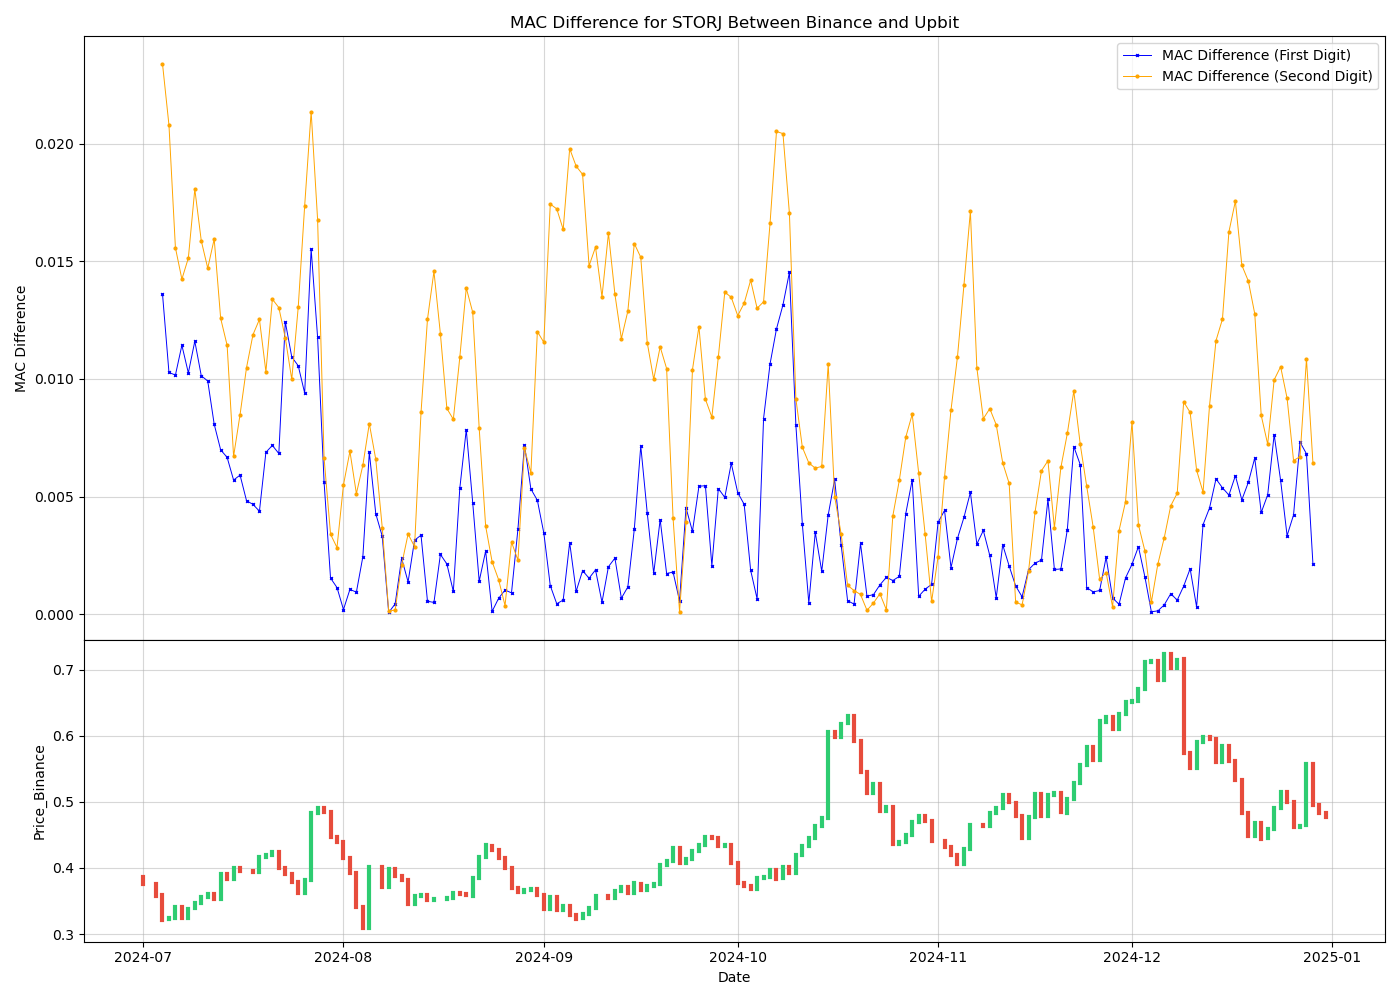 MAC Difference for STORJ Between Binance and Upbit
MAC Difference (First Digit)
MAC Difference (Second Digit)
MAC Difference
0.020
0.015
0.010
0.005
0.000
Price_Binance
0.7
0.6
0.5
0.4
0.3
2024-07
2024-08
2024-09
2024-10
2024-11
2024-12
2025-01
Date